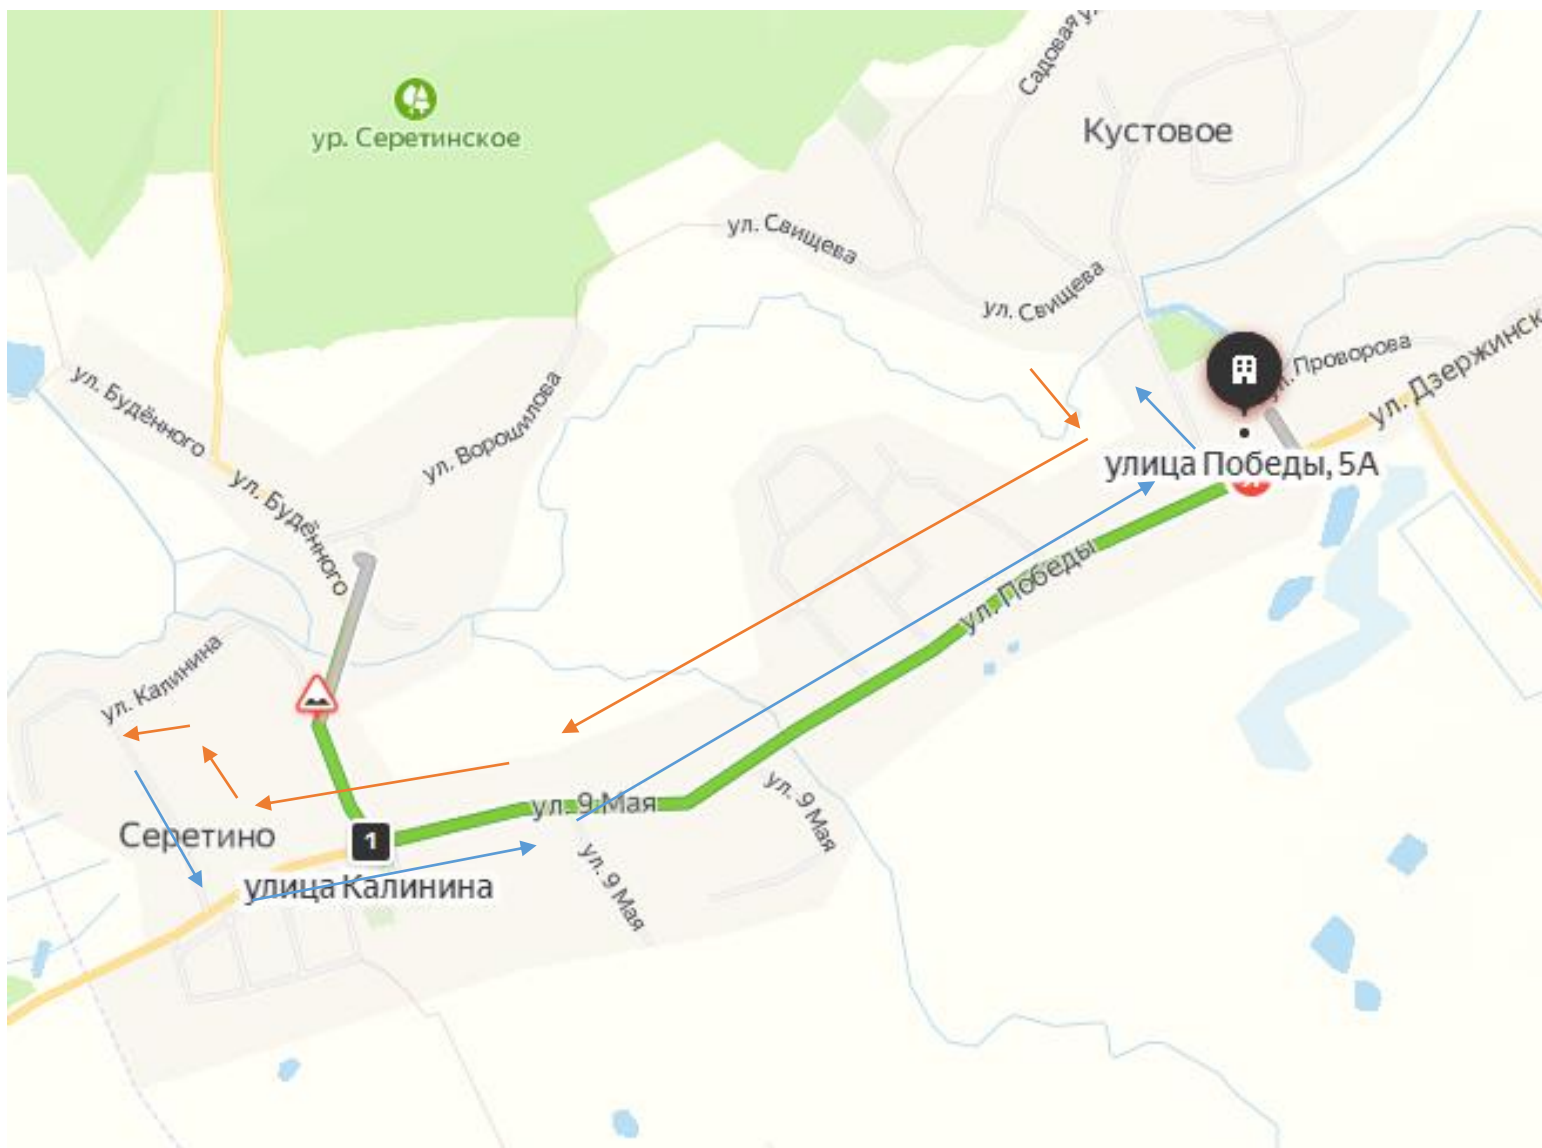 Садовая у
ур. Серетинское
Кустовое
ул. Свищева
ул. Свищева
ул. Проворова
ул. Дзержинск
ул. Будённого
ул. Ворошилова
ул. Будённого
улица Победы, 5А
ул. Победы
ул. Калинина
ул. 9 Мая
ул. 9 Мая
Серетино
1
улица Калинина
ул. 9 Мая